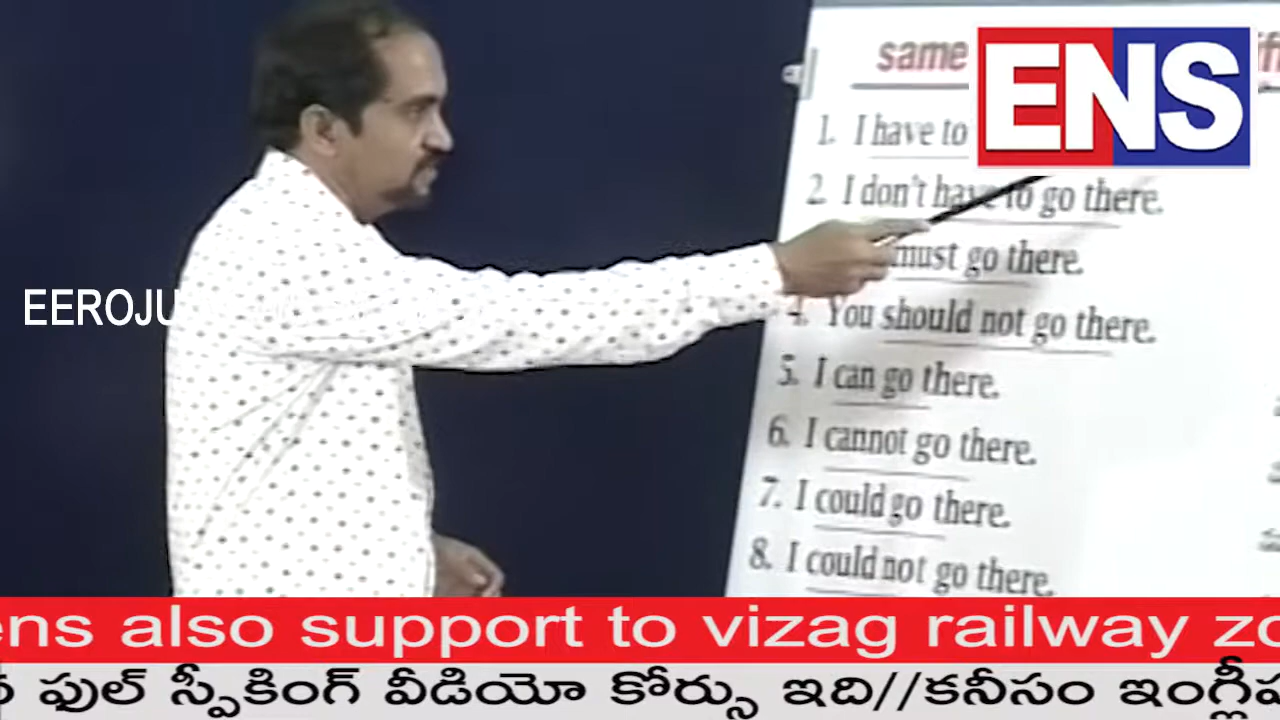 same
ENS
1. I have to
2. I don't have to go there.
must go there.
4. You should not go there.
5. I can go there.
6. I cannot go there.
7. I could go there.
8. I could not go there.
EEROJU
ens also support to vizag railway zo
ఫుల్ స్పీకింగ్ వీడియో కోర్సు ఇది//కనీసం ఇంగ్లీష